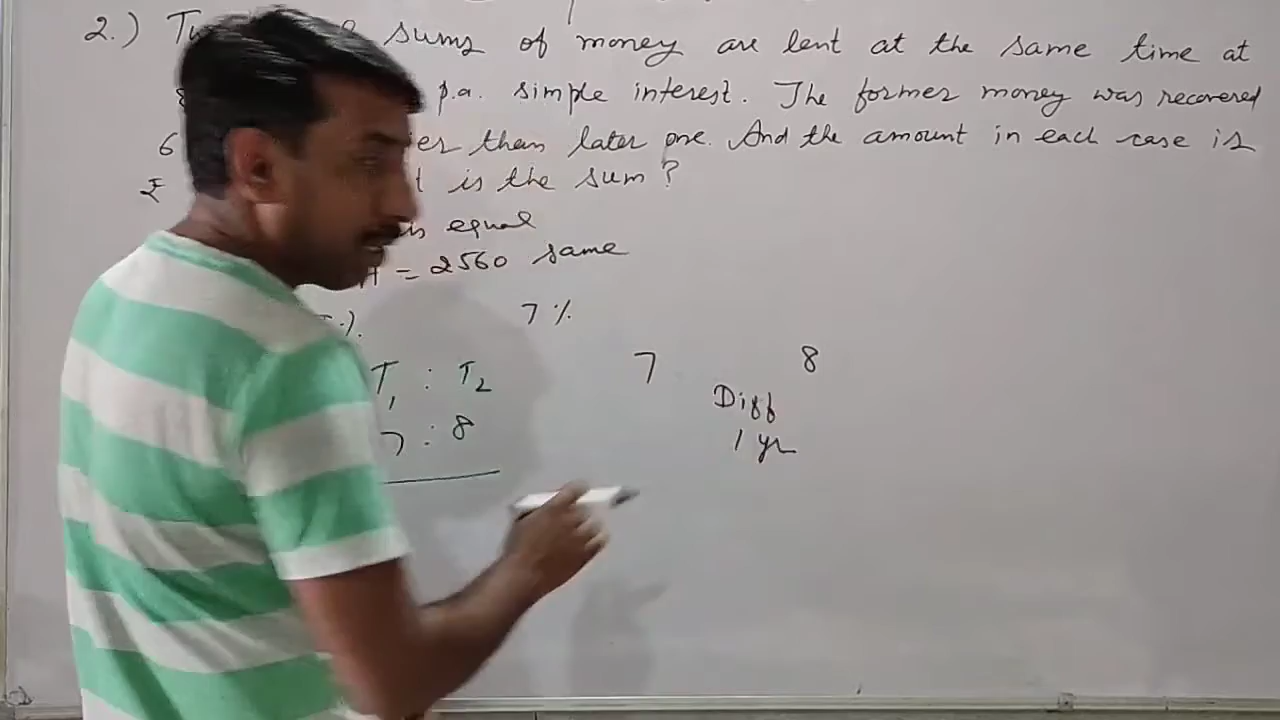 2.) sums of money are lent at the same time at
p.a. simple interest. The former money was recovered
6 than later one. And the amount in each case is
₹ is the sum ?
is equal
= 2560 same
7 %
T1 : T2 7 8
7 : 8 Diff
1 yr